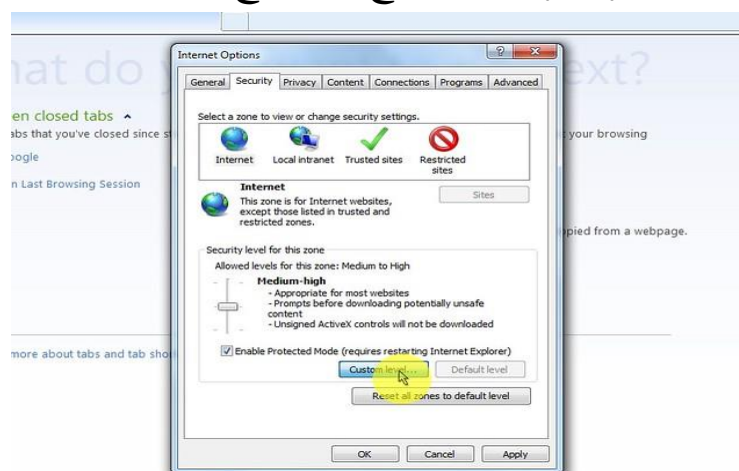 hat do
ext?
Internet Options
General Security Privacy Content Connections Programs Advanced
Select a zone to view or change security settings.
Internet Local intranet Trusted sites Restricted
sites
Internet
This zone is for Internet websites,
except those listed in trusted and
restricted zones.
Sites
Security level for this zone
Allowed levels for this zone: Medium to High
Medium-high
- Appropriate for most websites
- Prompts before downloading potentially unsafe
content
- Unsigned ActiveX controls will not be downloaded
Enable Protected Mode (requires restarting Internet Explorer)
Custom level... Default level
Reset all zones to default level
OK Cancel Apply
en closed tabs
abs that you've closed since s
your browsing
oogle
n Last Browsing Session
opied from a webpage.
more about tabs and tab sho